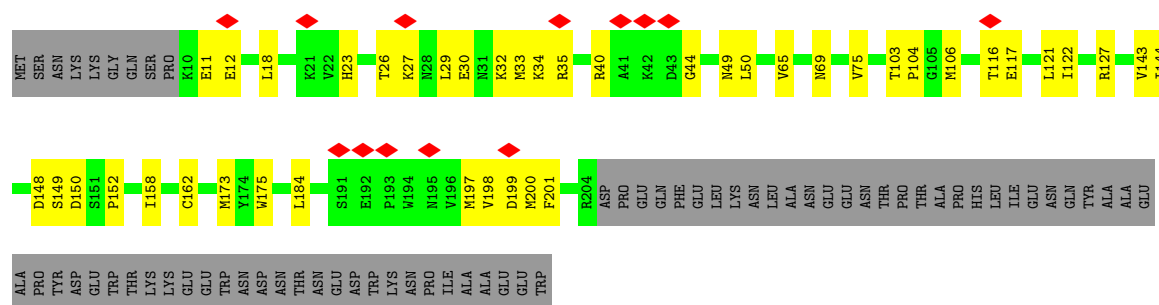 MET SER ASN LYS LYS GLY GLN SER PRO K10 E11 E12 L18 K21 V22 H23 T26 K27 N28 L29 E30 N31 K32 M33 K34 R35 R40 A41 K42 D43 G44 N49 L50 V65 N69 V75 T103 P104 G105 M106 T116 E117 L121 I122 R127 V143 I144
D148 S149 D150 S151 P152 I158 C162 M173 Y174 W175 L184 S191 E192 P193 W194 N195 V196 M197 V198 D199 M200 F201 R204 ASP PRO GLU GLN PHE GLU LEU LYS ASN LEU ALA ASN GLU GLU ASN THR PRO THR ALA PRO HIS LEU ILE GLU ASN GLN TYR ALA ALA GLU
ALA PRO TYR ASP GLU TRP THR LYS LYS GLU GLU TRP ASN ASP ASN THR ASN GLU ASP TRP LYS ASN PRO ILE ALA ALA GLU GLU TRP